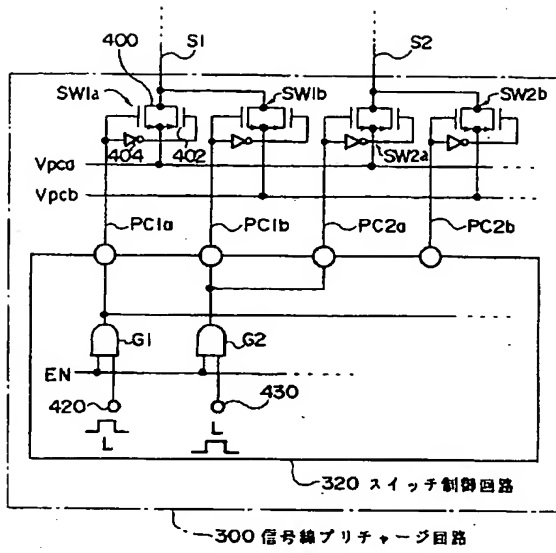 S1
S2
400
SW1a
SW1b
SW2b
404
402
SW2a
Vpca
Vpcb
PC1a
PC1b
PC2a
PC2b
G1
G2
EN
420
430
L
L
320 スイッチ制御回路
300 信号線プリチャージ回路